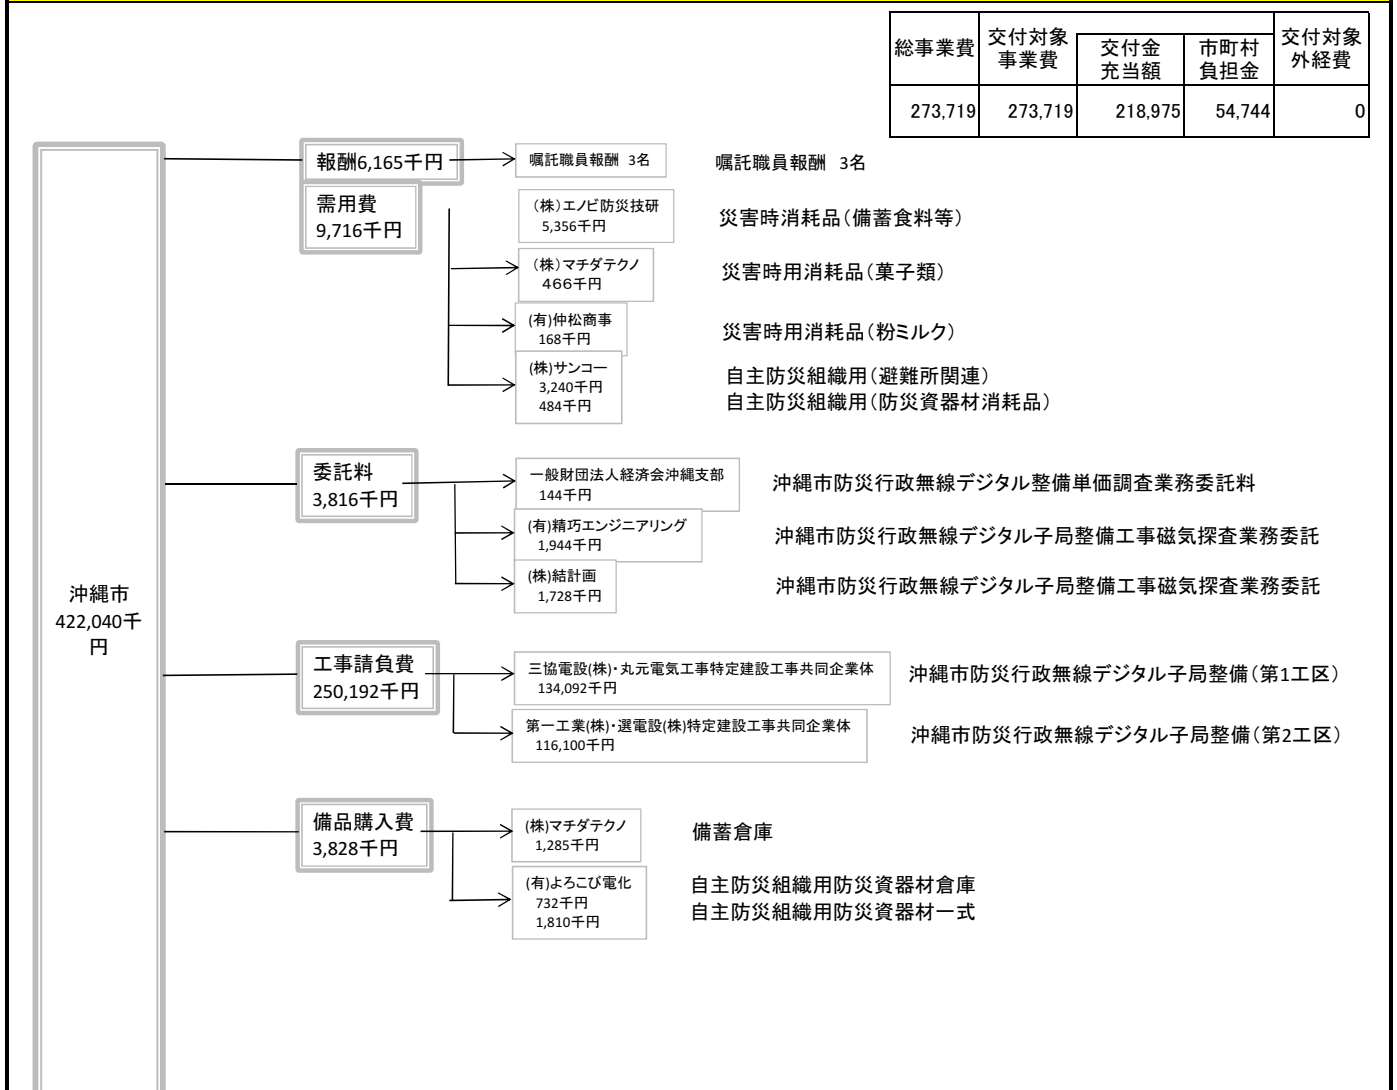 総事業費 交付対象事業費 交付金充当額 市町村負担金 交付対象外経費
273,719 273,719 218,975 54,744 0
沖縄市
422,040千
円
報酬6,165千円
嘱託職員報酬 3名
嘱託職員報酬 3名
需用費
9,716千円
（株）エノビ防災技研
5,356千円
災害時消耗品（備蓄食料等）
（株）マチダテクノ
466千円
災害時用消耗品（菓子類）
(有)仲松商事
168千円
災害時用消耗品（粉ミルク）
(株)サンコー
3,240千円
484千円
自主防災組織用（避難所関連）
自主防災組織用（防災資器材消耗品）
委託料
3,816千円
一般財団法人経済会沖縄支部
144千円
沖縄市防災行政無線デジタル整備単価調査業務委託料
(有)精巧エンジニアリング
1,944千円
沖縄市防災行政無線デジタル子局整備工事磁気探査業務委託
(株)結計画
1,728千円
沖縄市防災行政無線デジタル子局整備工事磁気探査業務委託
工事請負費
250,192千円
三協電設(株)・丸元電気工事特定建設工事共同企業体
134,092千円
沖縄市防災行政無線デジタル子局整備（第1工区）
第一工業(株)・選電設(株)特定建設工事共同企業体
116,100千円
沖縄市防災行政無線デジタル子局整備（第2工区）
備品購入費
3,828千円
(株)マチダテクノ
1,285千円
備蓄倉庫
(有)よろこび電化
732千円
1,810千円
自主防災組織用防災資器材倉庫
自主防災組織用防災資器材一式